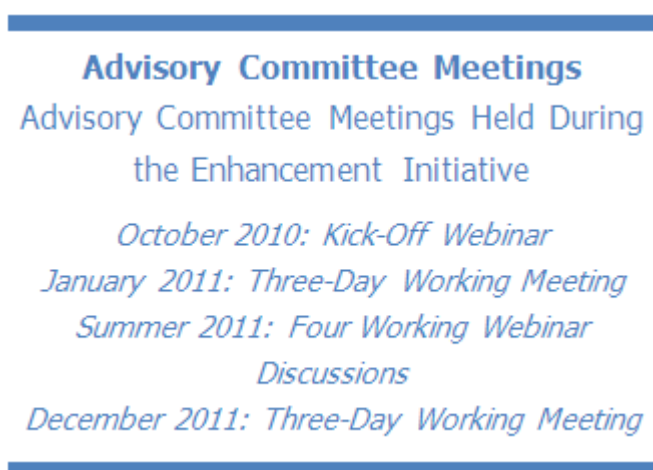 Advisory Committee Meetings
Advisory Committee Meetings Held During
the Enhancement Initiative
October 2010: Kick-Off Webinar
January 2011: Three-Day Working Meeting
Summer 2011: Four Working Webinar
Discussions
December 2011: Three-Day Working Meeting